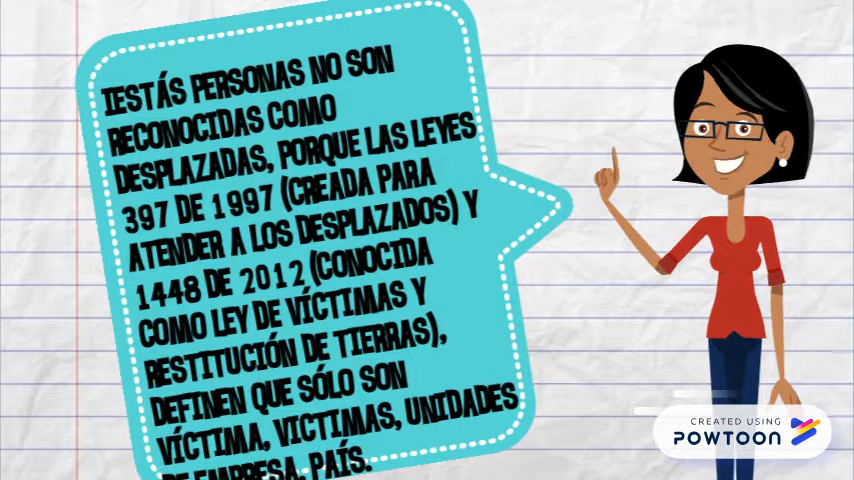 IESTÁS PERSONAS NO SON
RECONOCIDAS COMO
DESPLAZADAS, PORQUE LAS LEYES
397 DE 1997 (CREADA PARA
ATENDER A LOS DESPLAZADOS) Y
1448 DE 2012 (CONOCIDA
COMO LEY DE VÍCTIMAS Y
RESTITUCIÓN DE TIERRAS),
DEFINEN QUE SÓLO SON
VÍCTIMA, VICTIMAS, UNIDADES
DE EMPRESA, PAÍS.
CREATED USING
POWTOON